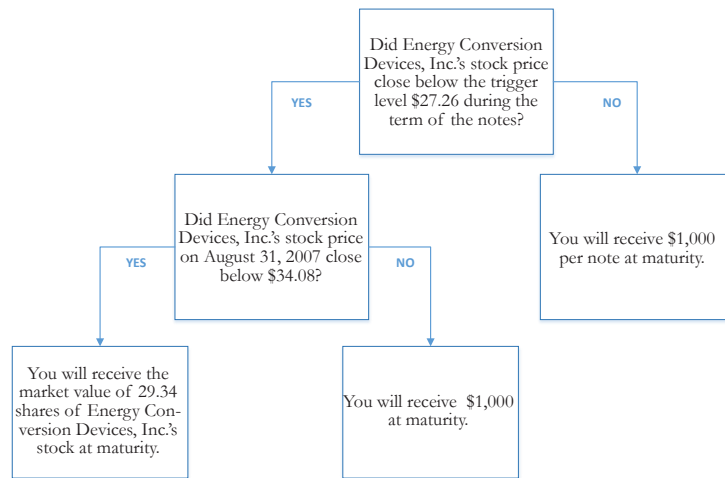 Did Energy Conversion
Devices, Inc.'s stock price
close below the trigger
level $27.26 during the
term of the notes?
YES
NO
Did Energy Conversion
Devices, Inc.'s stock price
on August 31, 2007 close
below $34.08?
You will receive $1,000
per note at maturity.
YES
NO
You will receive the
market value of 29.34
shares of Energy Con-
version Devices, Inc.'s
stock at maturity.
You will receive $1,000
at maturity.